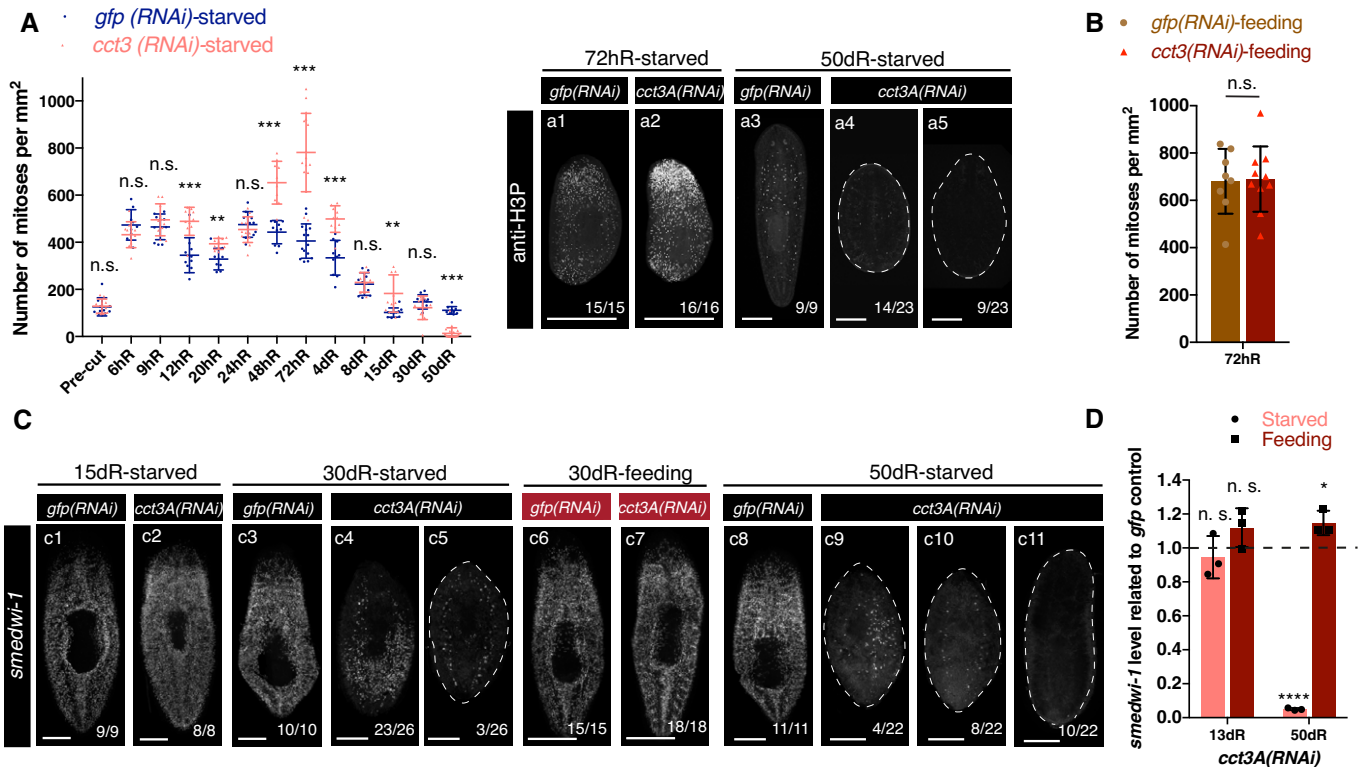 A
gfp (RNAi)-starved
cct3 (RNAi)-starved
Number of mitoses per mm2
1000
800
600
400
200
0
n.s.
n.s.
n.s.
***
**
n.s.
***
***
***
n.s.
**
n.s.
***
Pre-cut
6hR
9hR
12hR
20hR
24hR
48hR
72hR
4dR
8dR
15dR
30dR
50dR
72hR-starved
50dR-starved
gfp(RNAi)
cct3A(RNAi)
gfp(RNAi)
cct3A(RNAi)
anti-H3P
a1
a2
a3
a4
a5
15/15
16/16
9/9
14/23
9/23
B
gfp(RNAi)-feeding
cct3(RNAi)-feeding
n.s.
Number of mitoses per mm2
1000
800
600
400
200
0
72hR
C
15dR-starved
30dR-starved
30dR-feeding
50dR-starved
gfp(RNAi)
cct3A(RNAi)
gfp(RNAi)
cct3A(RNAi)
gfp(RNAi)
cct3A(RNAi)
gfp(RNAi)
cct3A(RNAi)
smedwi-1
c1
c2
c3
c4
c5
c6
c7
c8
c9
c10
c11
9/9
8/8
10/10
23/26
3/26
15/15
18/18
11/11
4/22
8/22
10/22
D
Starved
Feeding
smedwi-1 level related to gfp control
1.4
1.2
1.0
0.8
0.6
0.4
0.2
0.0
n. s.
n. s.
****
*
13dR
50dR
cct3A(RNAi)